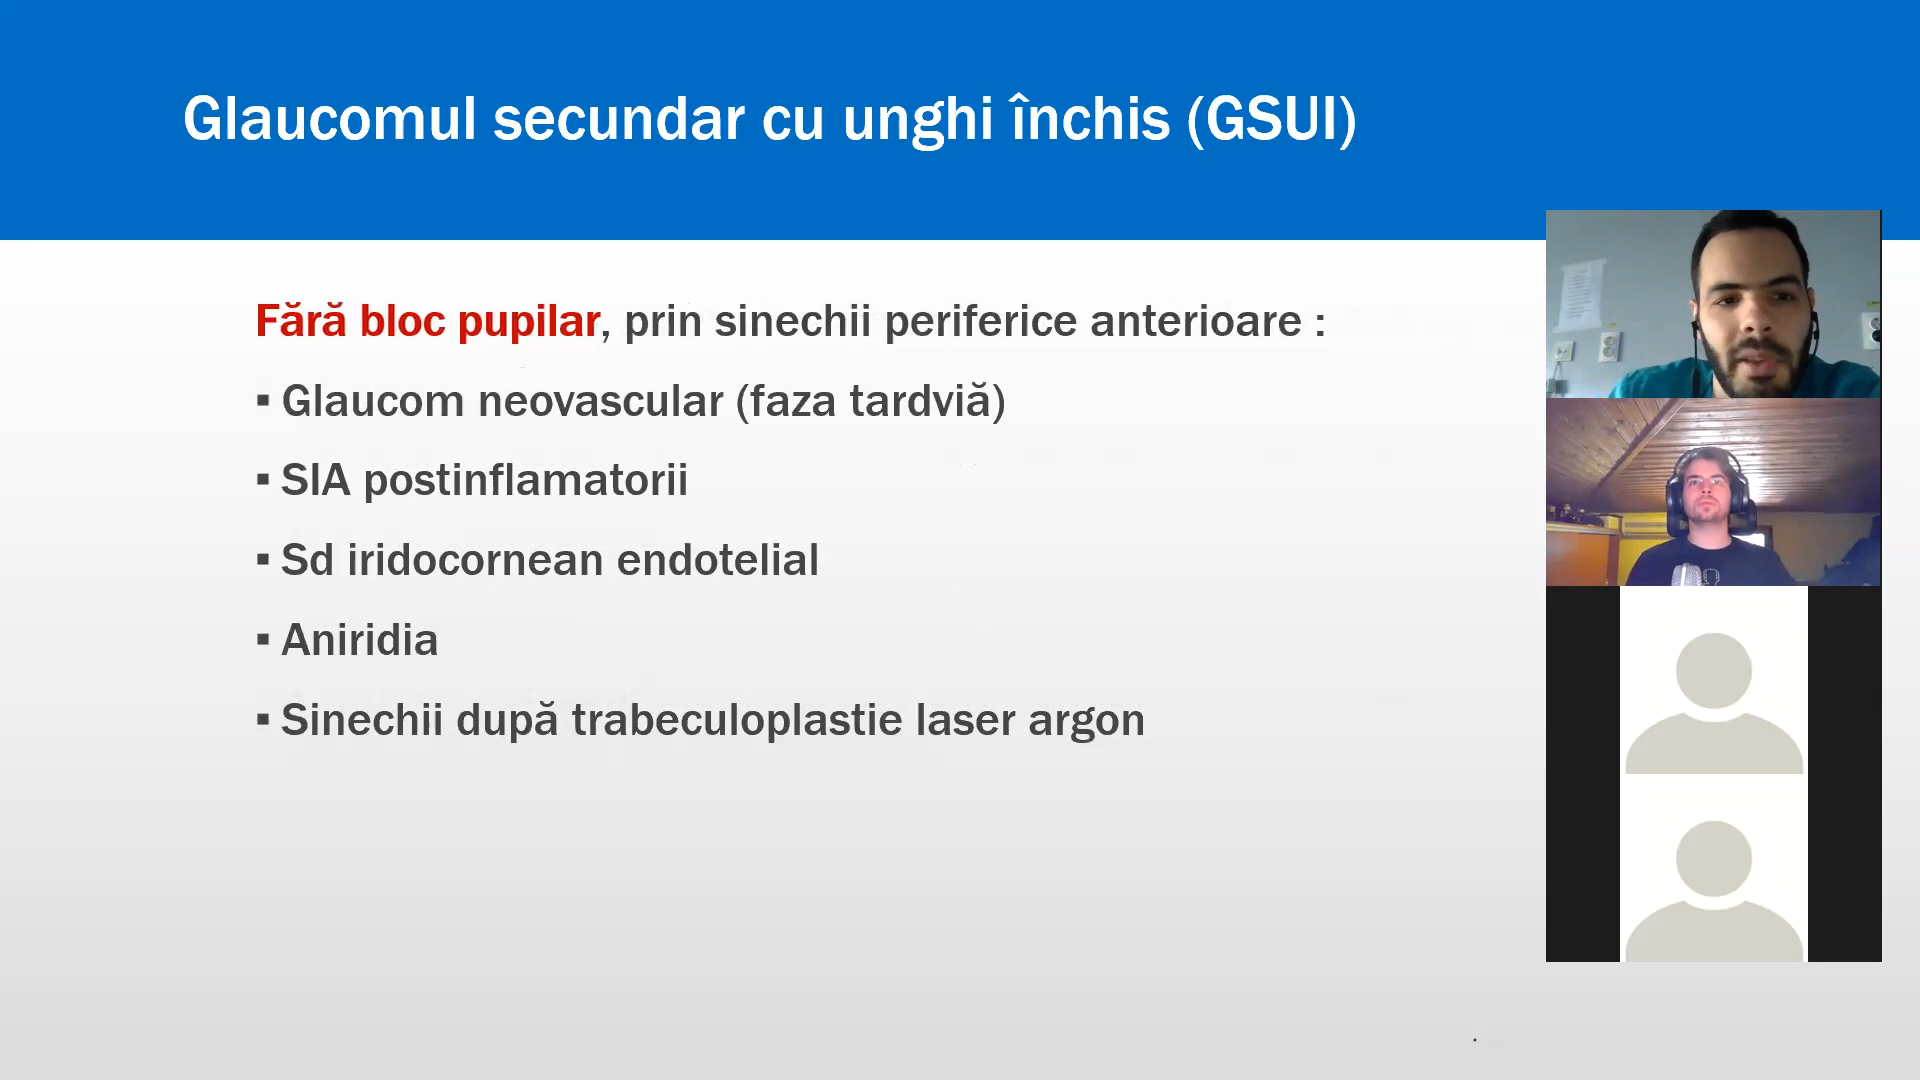 Glaucomul secundar cu unghi închis (GSUI)
Fără bloc pupilar, prin sinechii periferice anterioare :
▪ Glaucom neovascular (faza tardviă)
▪ SIA postinflamatorii
▪ Sd iridocornean endotelial
▪ Aniridia
▪ Sinechii după trabeculoplastie laser argon